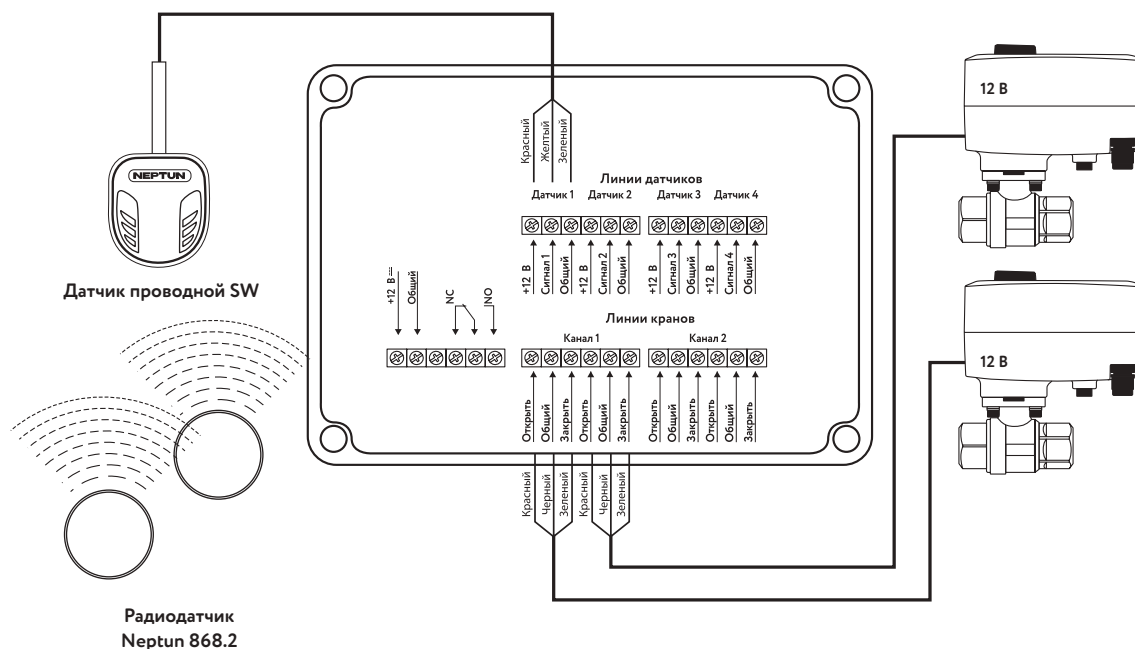 12 В
Красный
Желтый
Зеленый
NEPTUN
Линии датчиков
Датчик 1
Датчик 2
Датчик 3
Датчик 4
+12 В
Сигнал 1
Общий
+12 В
Сигнал 2
Общий
+12 В
Сигнал 3
Общий
+12 В
Сигнал 4
Общий
Датчик проводной SW
+12 В
Общий
NC
NO
Линии кранов
Канал 1
Канал 2
12 В
Открыть
Общий
Закрыть
Открыть
Общий
Закрыть
Открыть
Общий
Закрыть
Открыть
Общий
Закрыть
Красный
Черный
Зеленый
Красный
Черный
Зеленый
Радиодатчик
Neptun 868.2